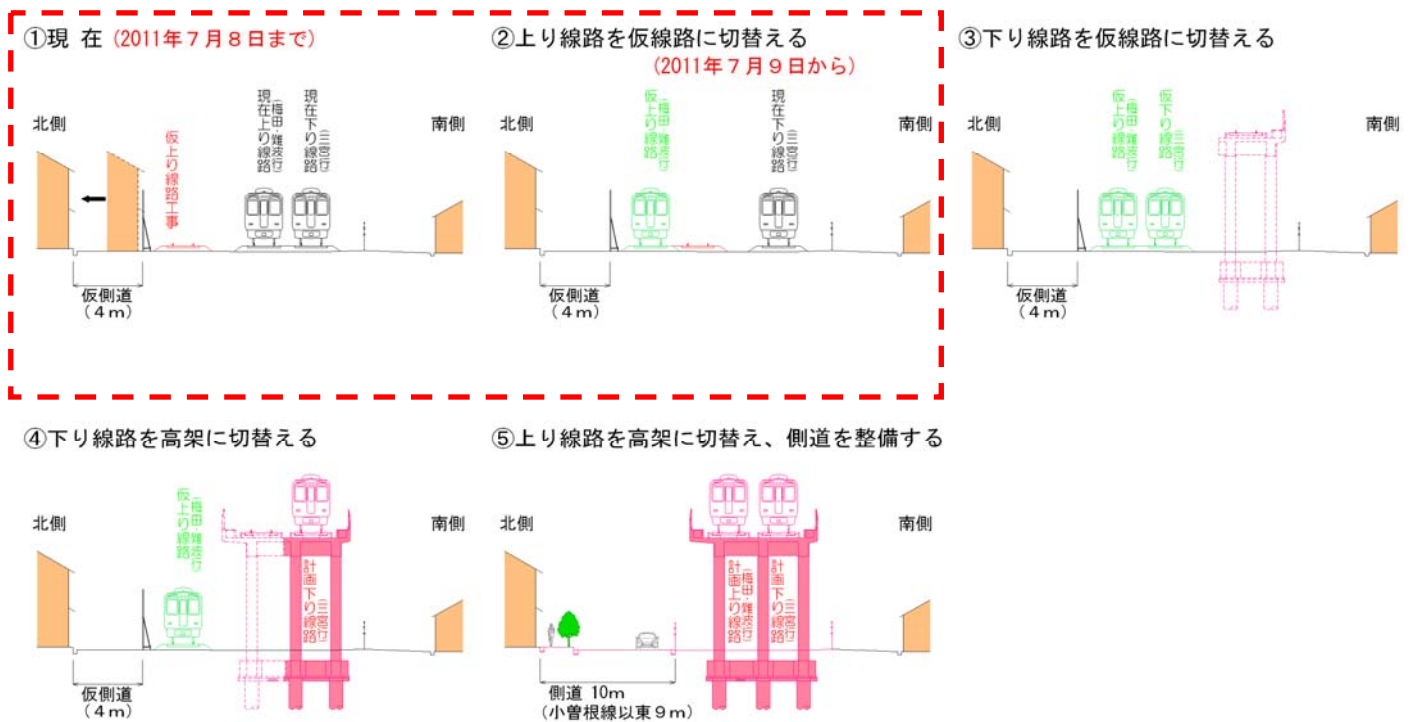 ①現 在 (2011年7月8日まで)
北側
仮上り線路工事
現在上り線路
(梅田・難波行)
現在下り線路
(三宮行)
南側
仮側道
(4m)
②上り線路を仮線路に切替える
(2011年7月9日から)
北側
仮上り線路
(梅田・難波行)
現在下り線路
(三宮行)
南側
仮側道
(4m)
③下り線路を仮線路に切替える
北側
仮上り線路
(梅田・難波行)
仮下り線路
(三宮行)
南側
仮側道
(4m)
④下り線路を高架に切替える
北側
仮上り線路
(梅田・難波行)
計画下り線路
(三宮行)
南側
仮側道
(4m)
⑤上り線路を高架に切替え、側道を整備する
北側
計画上り線路
(梅田・難波行)
計画下り線路
(三宮行)
南側
側道 10m
(小曽根線以東9m)